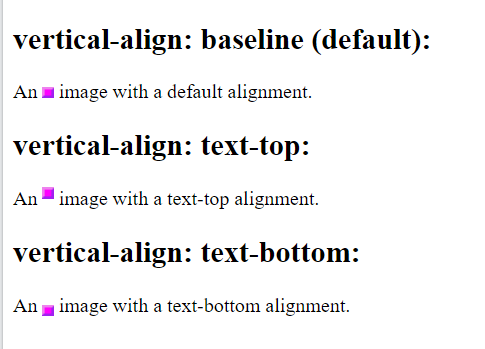 vertical-align: baseline (default):
An image with a default alignment.
vertical-align: text-top:
An image with a text-top alignment.
vertical-align: text-bottom:
An image with a text-bottom alignment.